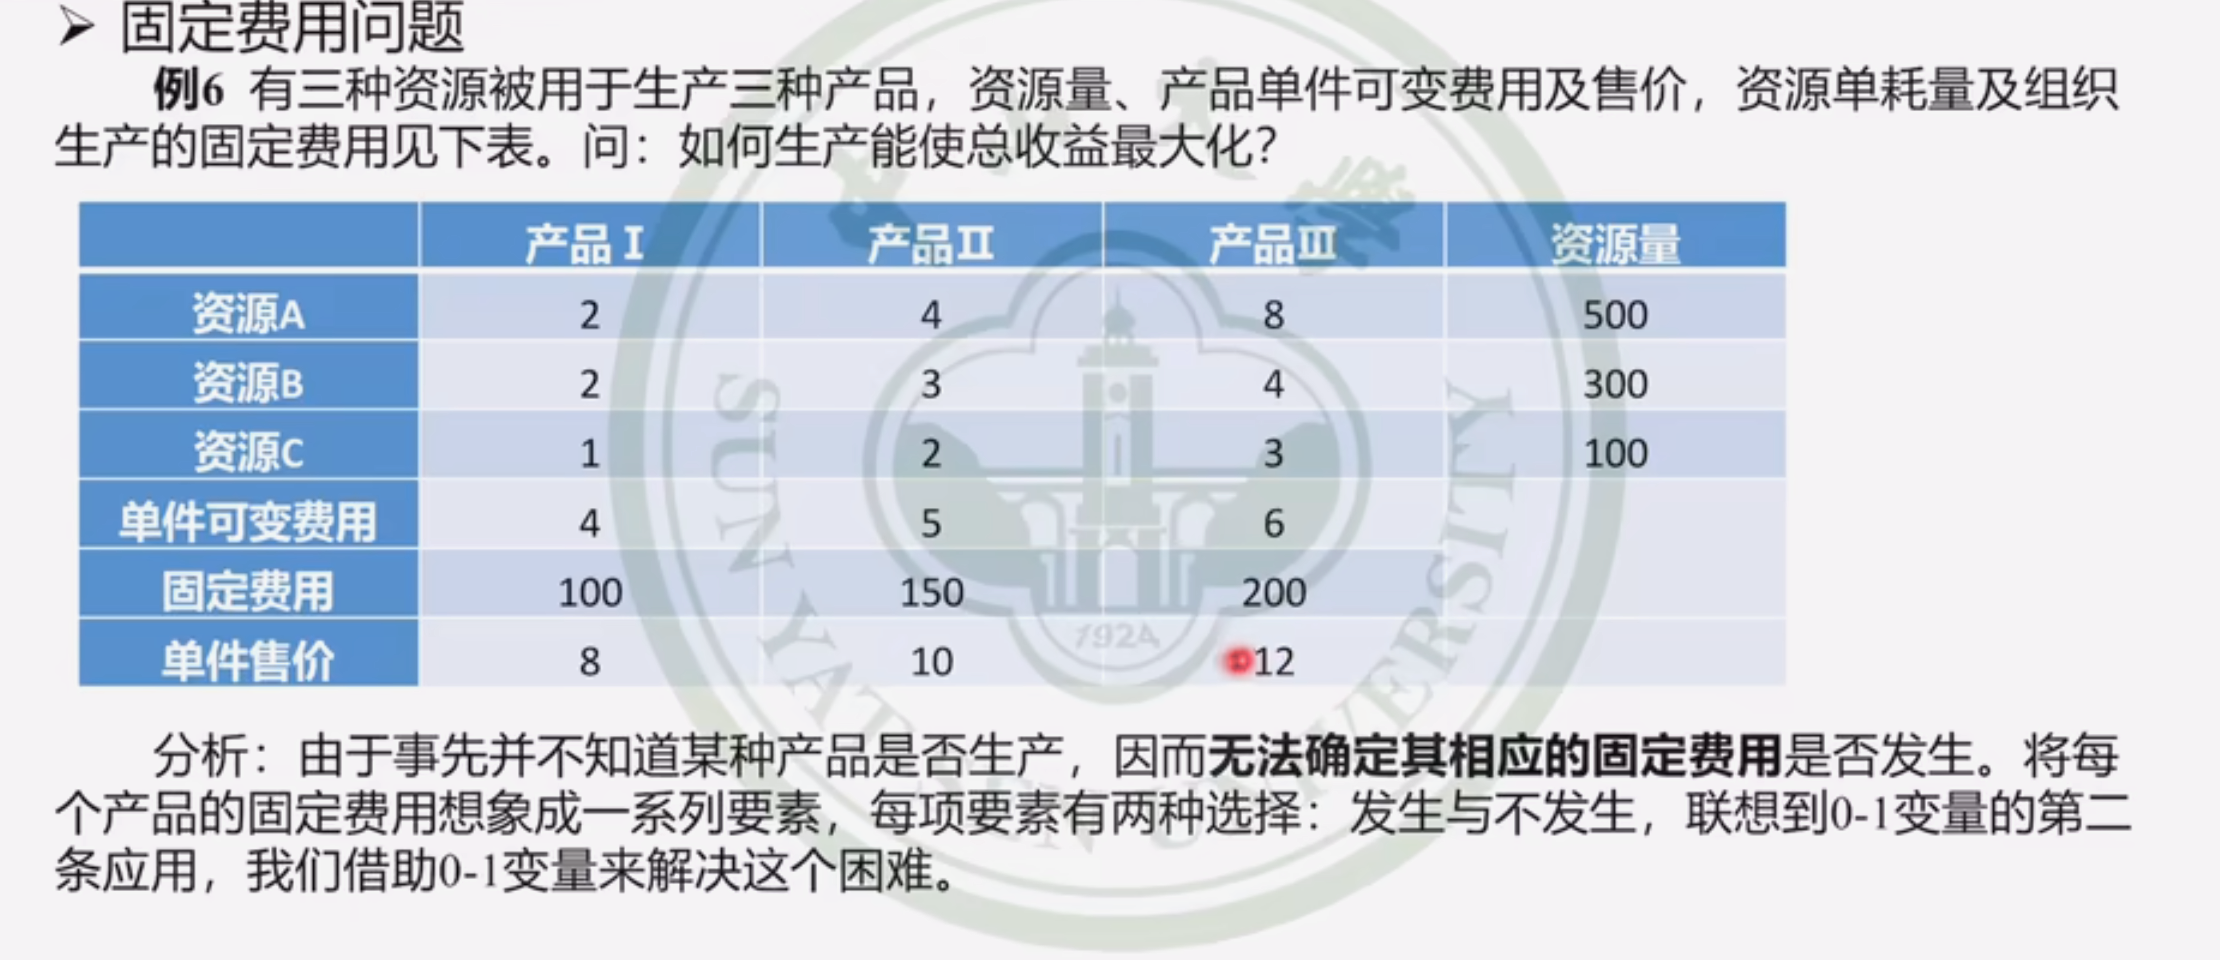 ➢ 固定费用问题
例6 有三种资源被用于生产三种产品，资源量、产品单件可变费用及售价，资源单耗量及组织
生产的固定费用见下表。问：如何生产能使总收益最大化？
产品Ⅰ 产品Ⅱ 产品Ⅲ 资源量
资源A 2 4 8 500
资源B 2 3 4 300
资源C 1 2 3 100
单件可变费用 4 5 6
固定费用 100 150 200
单件售价 8 10 12
分析：由于事先并不知道某种产品是否生产，因而无法确定其相应的固定费用是否发生。将每
个产品的固定费用想象成一系列要素，每项要素有两种选择：发生与不发生，联想到0-1变量的第二
条应用，我们借助0-1变量来解决这个困难。
SUN YAT-SEN UNIVERSITY
1924